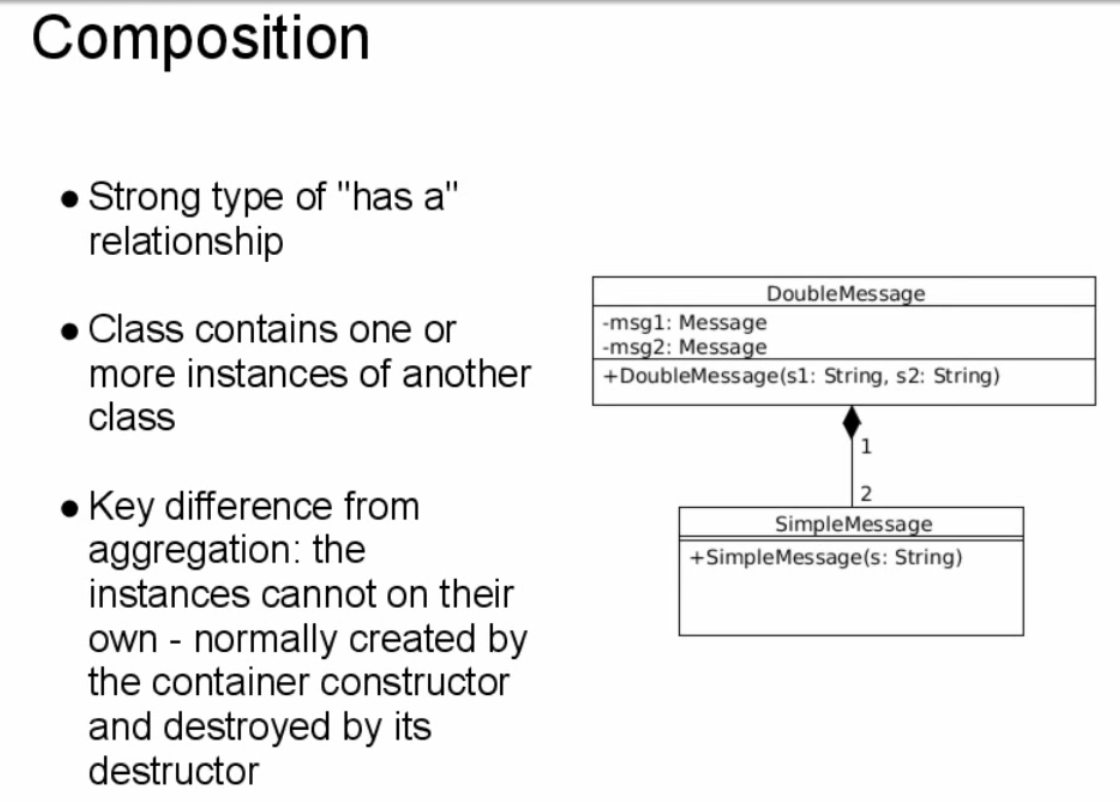 Composition
● Strong type of "has a"
relationship
● Class contains one or
more instances of another
class
● Key difference from
aggregation: the
instances cannot on their
own - normally created by
the container constructor
and destroyed by its
destructor
DoubleMessage
-msg1: Message
-msg2: Message
+DoubleMessage(s1: String, s2: String)
1
2
SimpleMessage
+SimpleMessage(s: String)